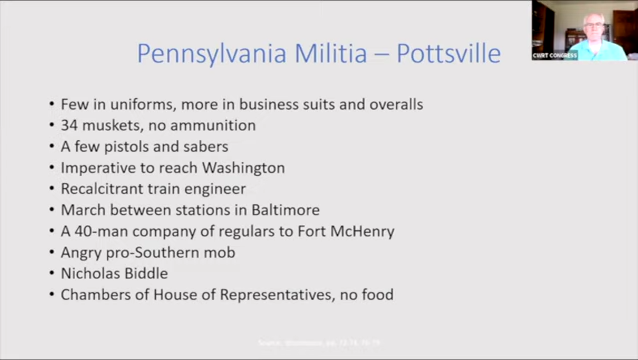 Pennsylvania Militia – Pottsville
CURT CONGRESS
• Few in uniforms, more in business suits and overalls
• 34 muskets, no ammunition
• A few pistols and sabers
• Imperative to reach Washington
• Recalcitrant train engineer
• March between stations in Baltimore
• A 40-man company of regulars to Fort McHenry
• Angry pro-Southern mob
• Nicholas Biddle
• Chambers of House of Representatives, no food